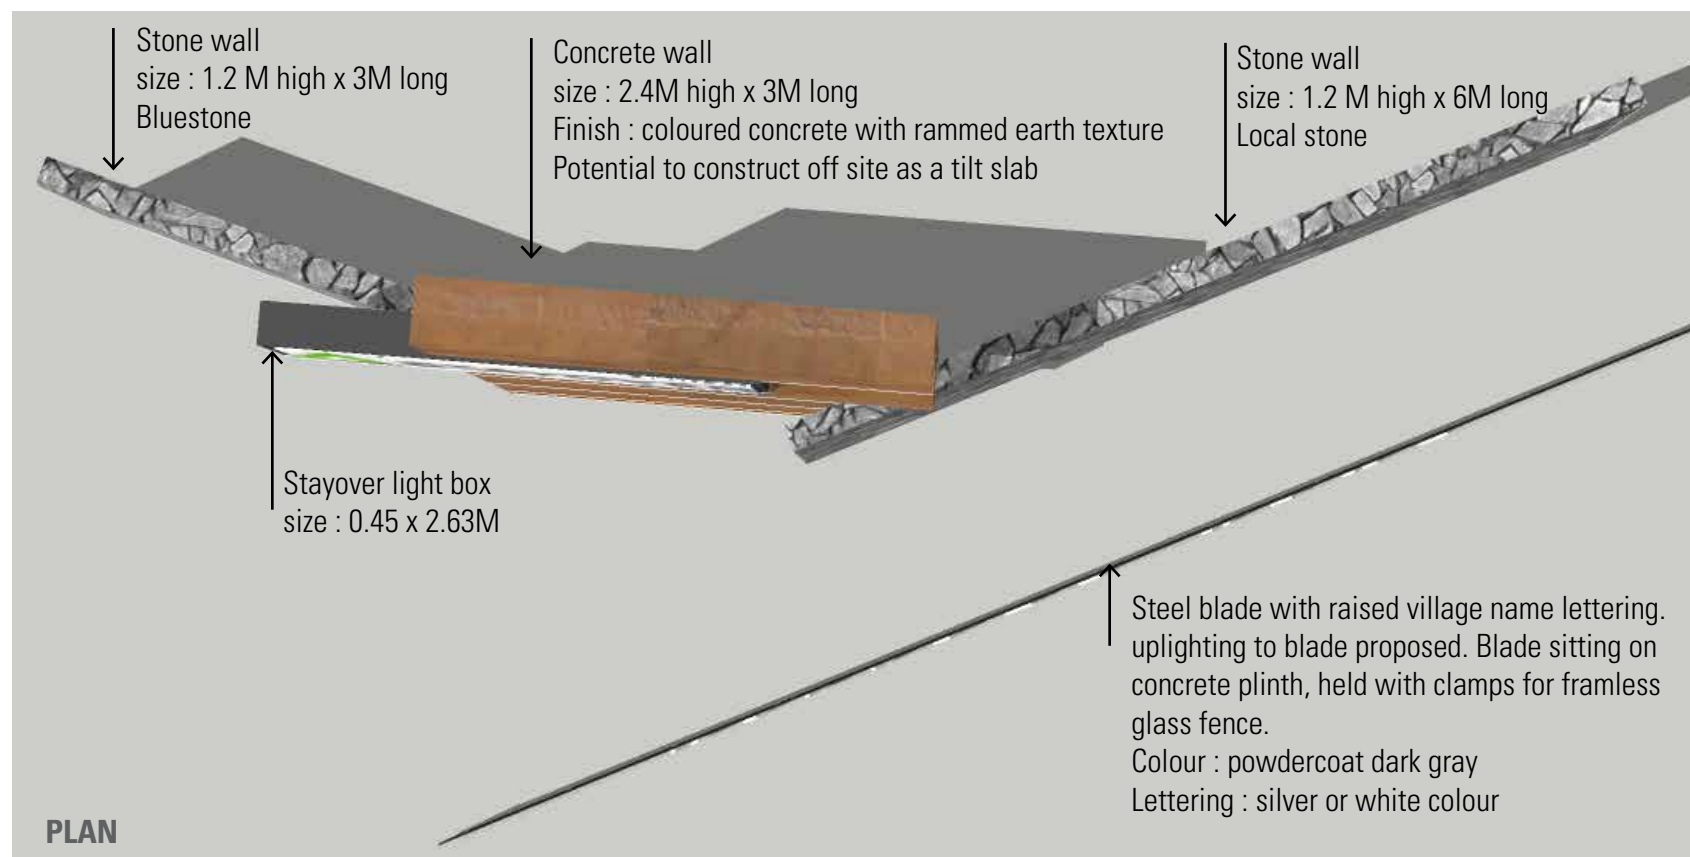 Stone wall
size : 1.2 M high x 3M long
Bluestone
Concrete wall
size : 2.4M high x 3M long
Finish : coloured concrete with rammed earth texture
Potential to construct off site as a tilt slab
Stone wall
size : 1.2 M high x 6M long
Local stone
Stayover light box
size : 0.45 x 2.63M
Steel blade with raised village name lettering.
uplighting to blade proposed. Blade sitting on
concrete plinth, held with clamps for framless
glass fence.
Colour : powdercoat dark gray
Lettering : silver or white colour
PLAN